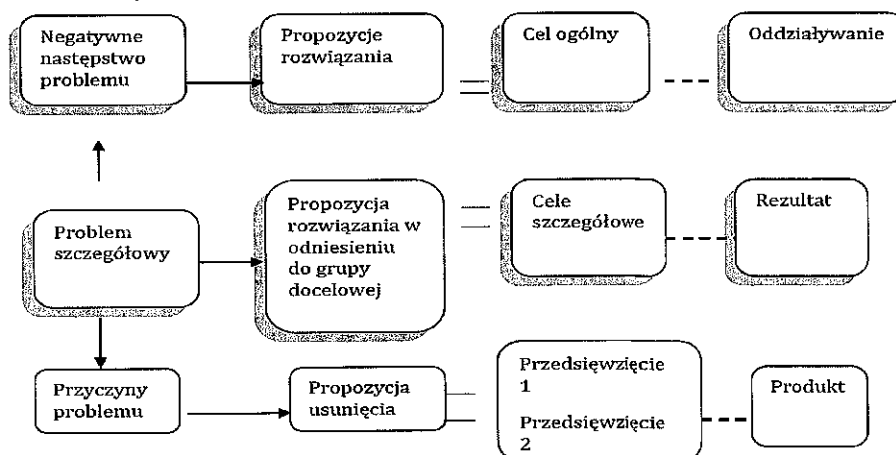 Negatywne
następstwo
problemu
Propozycje
rozwiązania
Cel ogólny
Oddziaływanie
Problem
szczegółowy
Propozycja
rozwiązania w
odniesieniu
do grupy
docelowej
Cele
szczegółowe
Rezultat
Przyczyny
problemu
Propozycja
usunięcia
Przedsięwzięcie
1
Przedsięwzięcie
2
Produkt